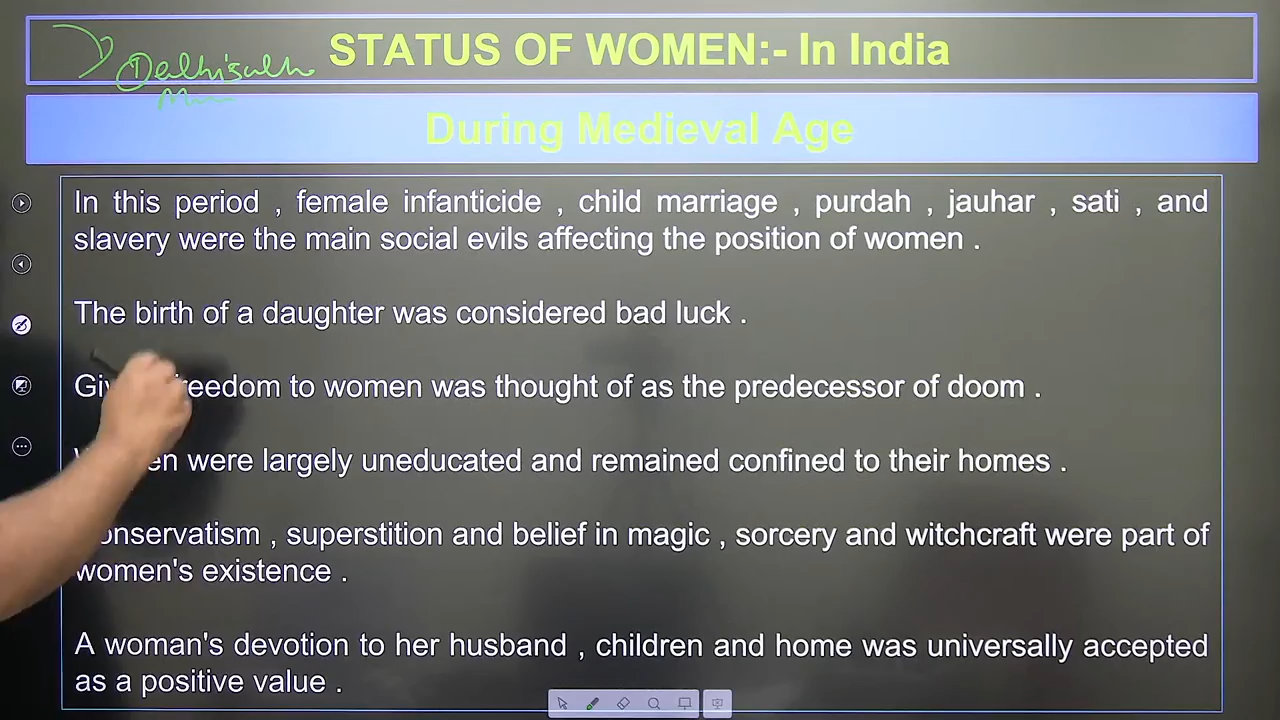 STATUS OF WOMEN:- In India
During Medieval Age
In this period , female infanticide , child marriage , purdah , jauhar , sati , and
slavery were the main social evils affecting the position of women .
The birth of a daughter was considered bad luck .
freedom to women was thought of as the predecessor of doom .
were largely uneducated and remained confined to their homes .
superstition and belief in magic , sorcery and witchcraft were part of
women's existence .
A woman's devotion to her husband , children and home was universally accepted
as a positive value .